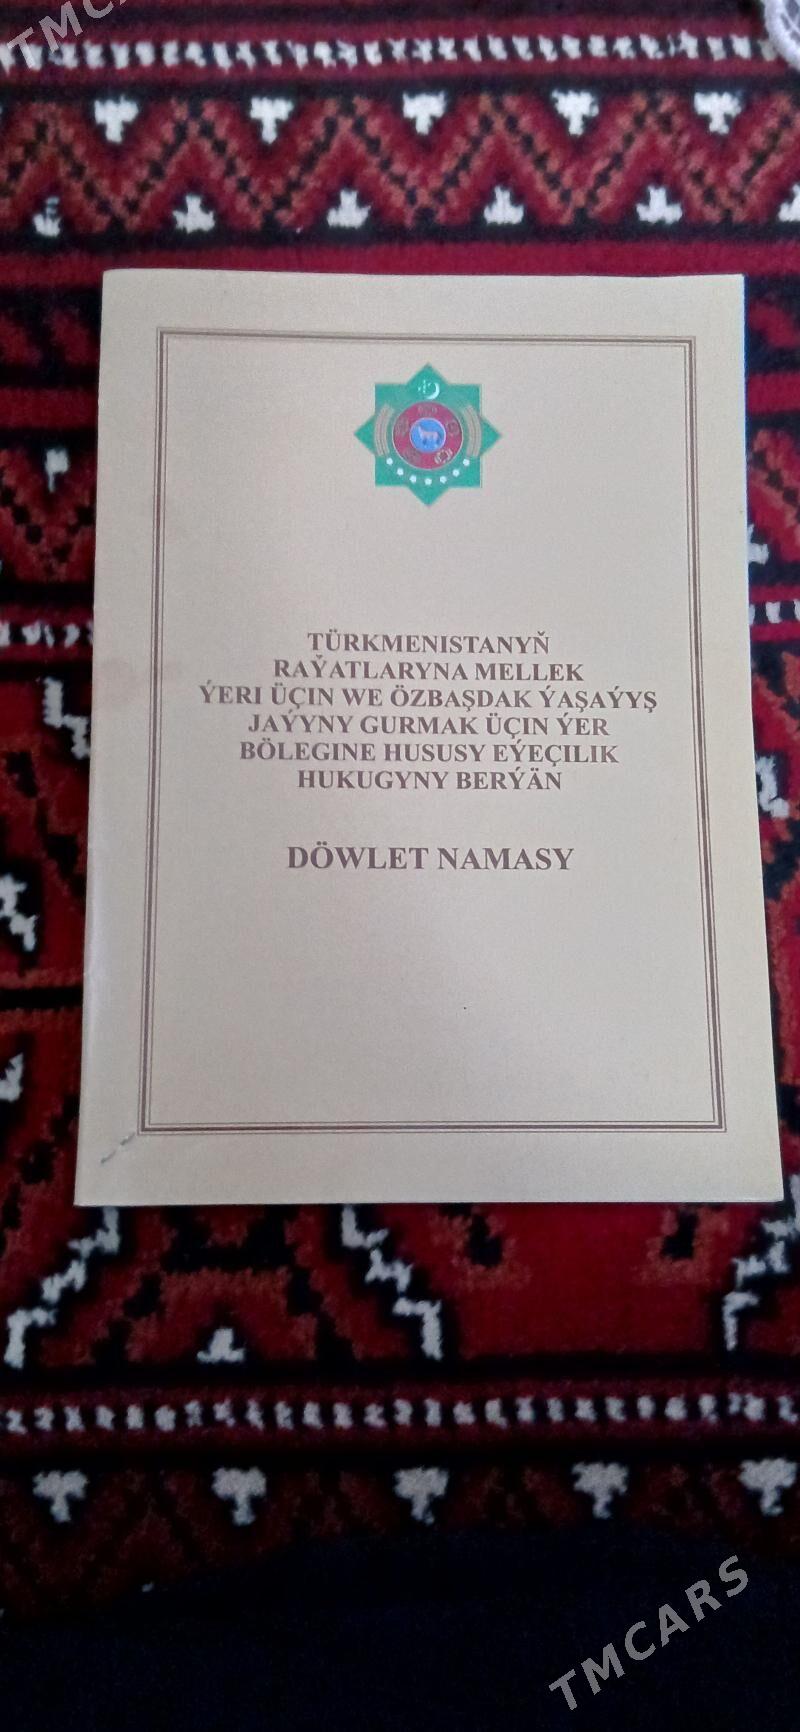 TMCARS
TÜRKMENISTANYŇ
RAÝATLARYNA MELLEK
ÝERI ÜÇIN WE ÖZBAŞDAK ÝAŞAÝYŞ
JAÝYNY GURMAK ÜÇIN ÝER
BÖLEGINE HUSUSY EÝEÇILIK
HUKUGYNY BERÝÄN
DÖWLET NAMASY
TMCARS